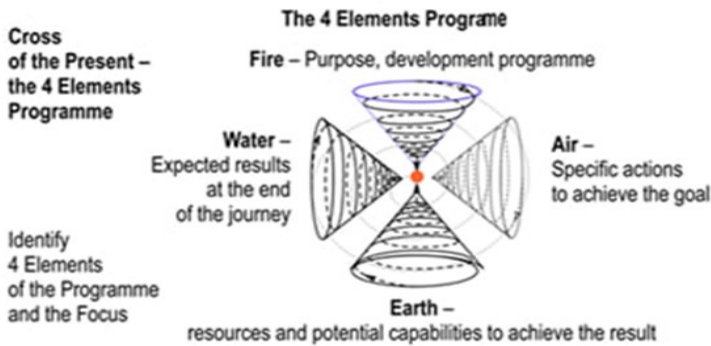 The 4 Elements Programe
Cross
of the Present –
the 4 Elements
Programme
Fire – Purpose, development programme
Water –
Expected results
at the end
of the journey
Air –
Specific actions
to achieve the goal
Identify
4 Elements
of the Programme
and the Focus
Earth –
resources and potential capabilities to achieve the result